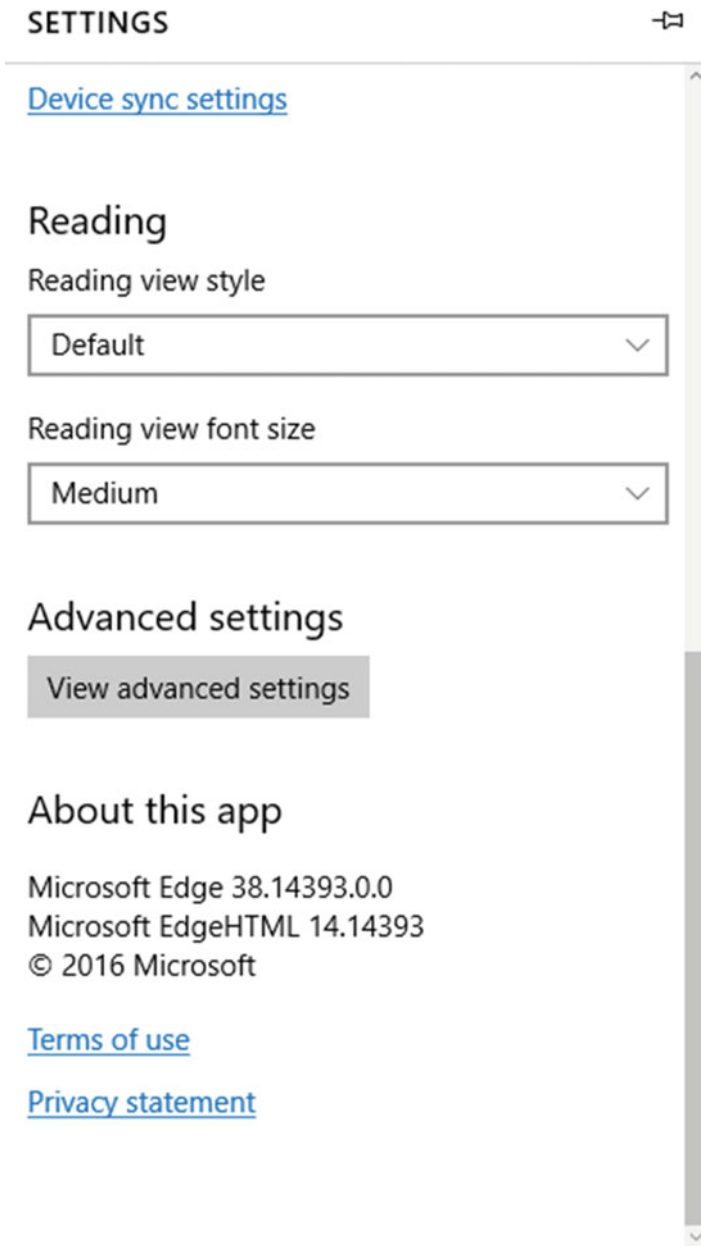 SETTINGS
Device sync settings
Reading
Reading view style
Default
Reading view font size
Medium
Advanced settings
View advanced settings
About this app
Microsoft Edge 38.14393.0.0
Microsoft EdgeHTML 14.14393
© 2016 Microsoft
Terms of use
Privacy statement